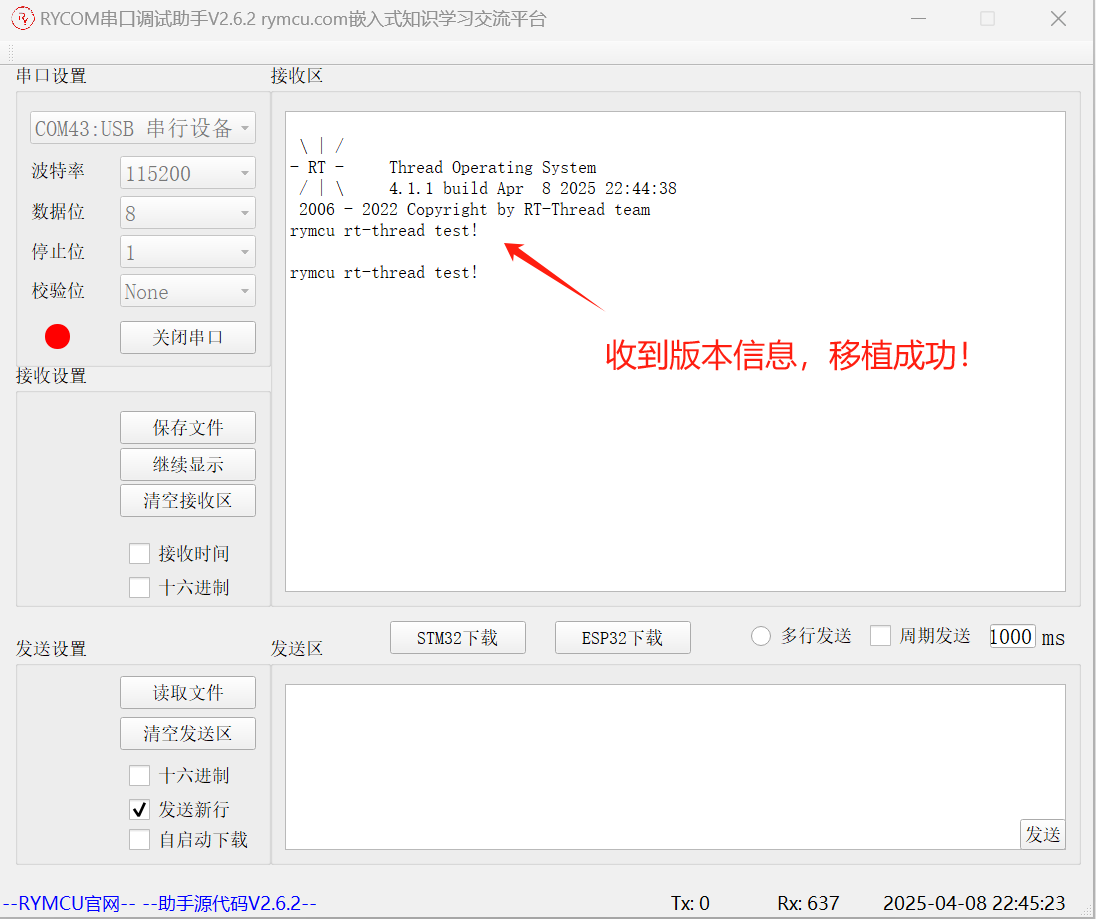 RYCOM串口调试助手V2.6.2 rymcu.com嵌入式知识学习交流平台
串口设置
COM43:USB 串行设备
波特率 115200
数据位 8
停止位 1
校验位 None
关闭串口
接收设置
保存文件
继续显示
清空接收区
接收时间
十六进制
接收区
\ | /
- RT -     Thread Operating System
/ | \     4.1.1 build Apr  8 2025 22:44:38
2006 - 2022 Copyright by RT-Thread team
rymcu rt-thread test!
rymcu rt-thread test!
收到版本信息，移植成功！
发送设置
读取文件
清空发送区
十六进制
发送新行
自启动下载
发送区
STM32下载 ESP32下载 多行发送 周期发送 1000 ms
发送
--RYMCU官网-- --助手源代码V2.6.2-- Tx: 0 Rx: 637 2025-04-08 22:45:23